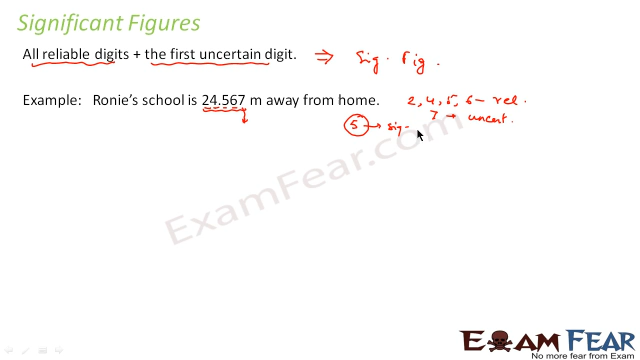 Significant Figures
All reliable digits + the first uncertain digit. ⇒ Sig. Fig.
Example: Ronie's school is 24.567 m away from home. 2, 4, 5, 6 – rel.
7 → uncert.
5 → sig-
ExamFear.com
EXAM FEAR
No more fear from Exam